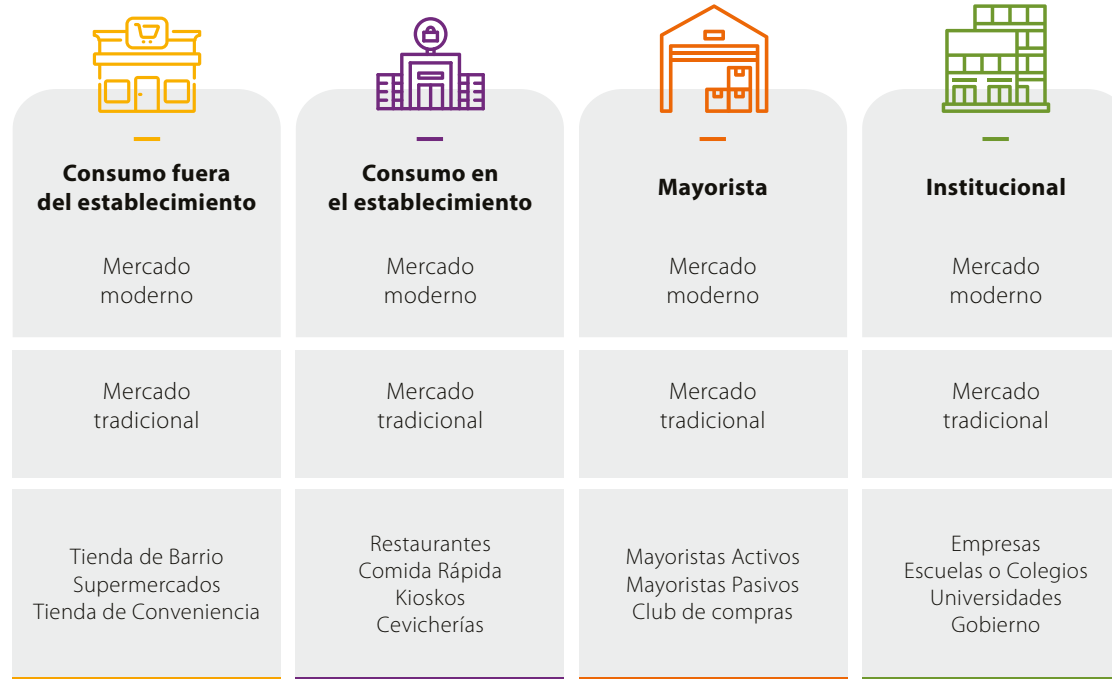 Consumo fuera
del establecimiento
Mercado
moderno
Mercado
tradicional
Tienda de Barrio
Supermercados
Tienda de Conveniencia
Consumo en
el establecimiento
Mercado
moderno
Mercado
tradicional
Restaurantes
Comida Rápida
Kioskos
Cevicherías
Mayorista
Mercado
moderno
Mercado
tradicional
Mayoristas Activos
Mayoristas Pasivos
Club de compras
Institucional
Mercado
moderno
Mercado
tradicional
Empresas
Escuelas o Colegios
Universidades
Gobierno